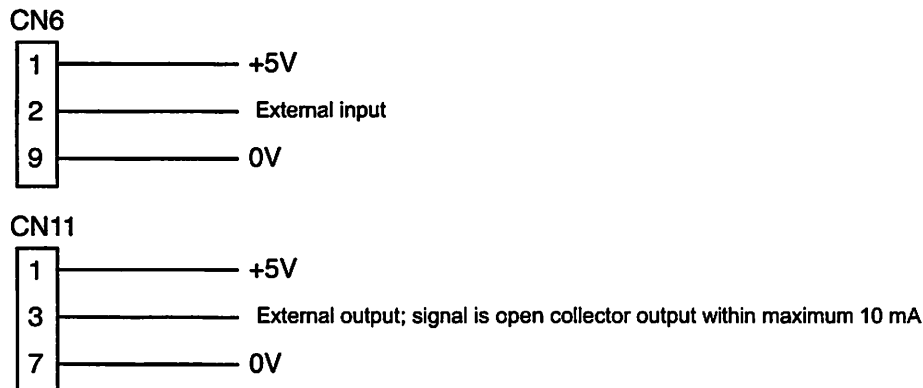 CN6
1 +5V
2 External input
9 0V
CN11
1 +5V
3 External output; signal is open collector output within maximum 10 mA
7 0V